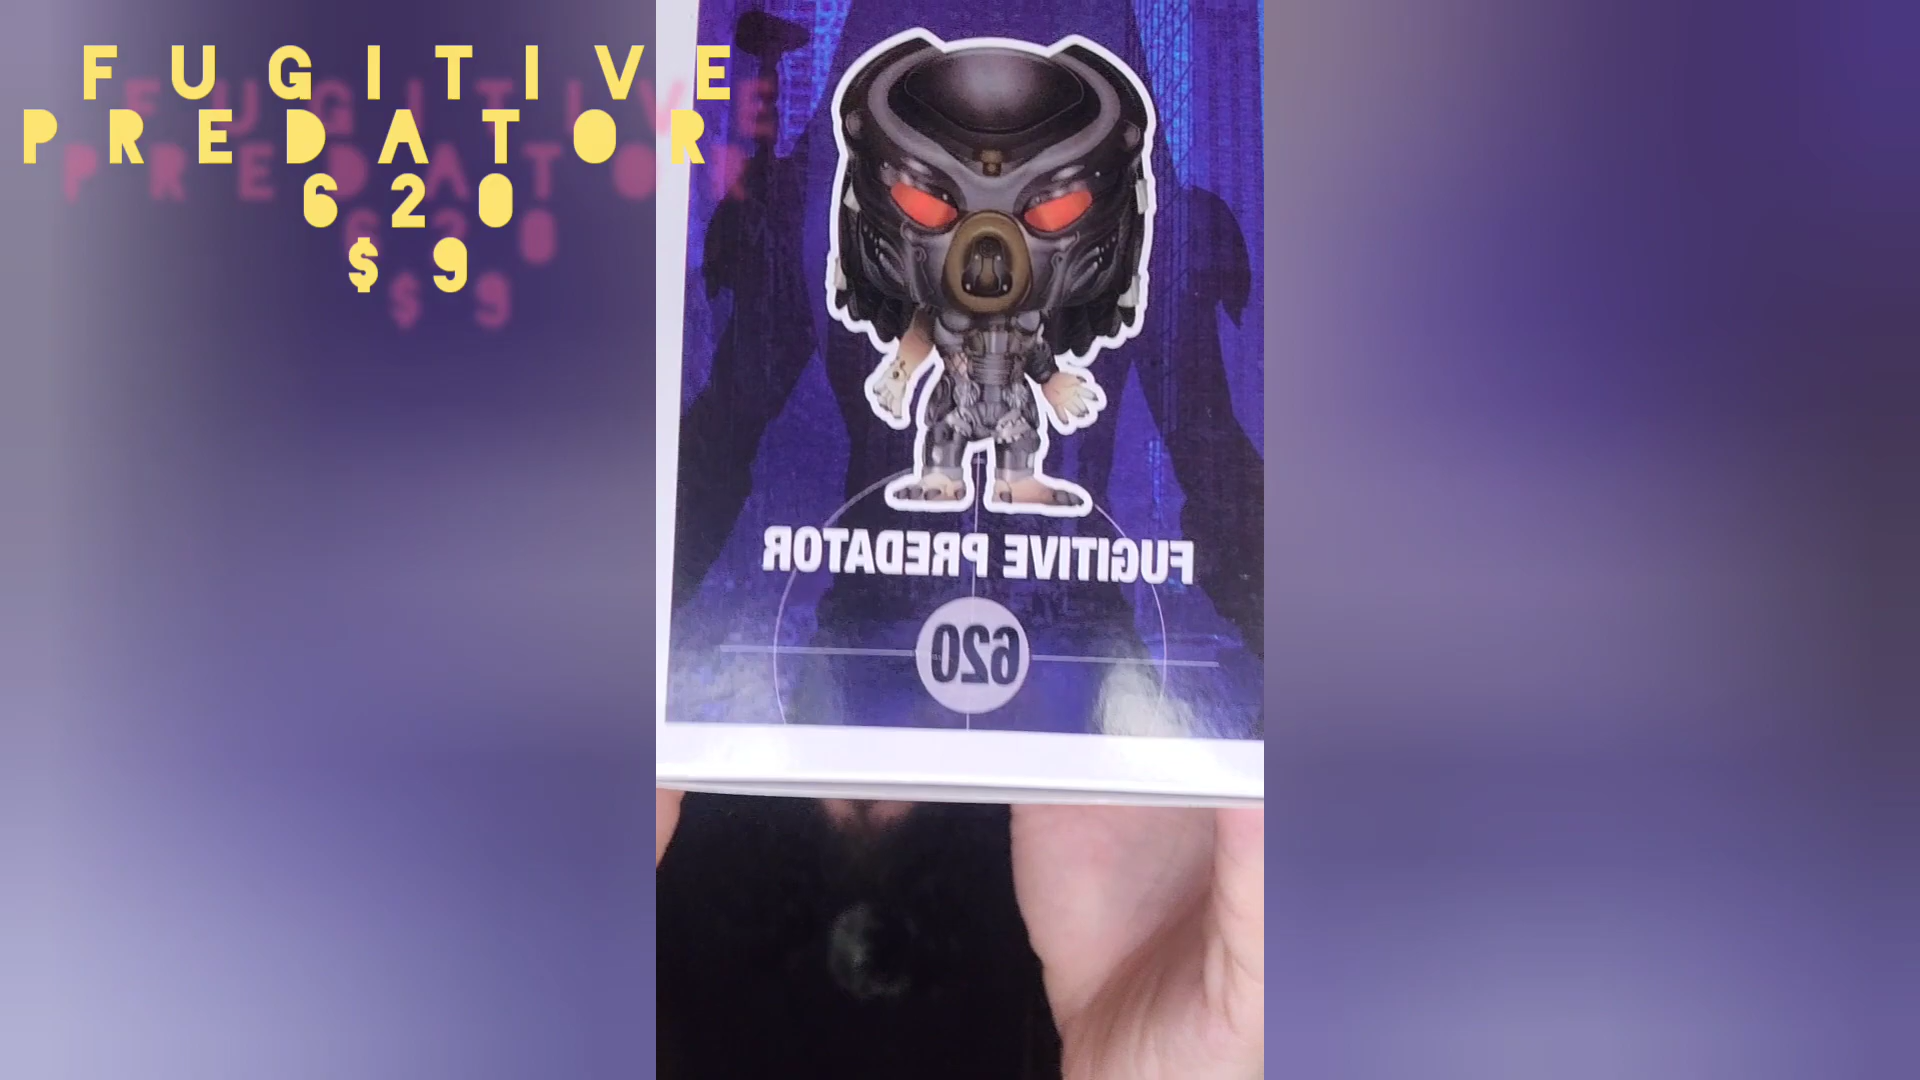 FUGITIVE
PREDATOR
620
$9
FUGITIVE PREDATOR
620